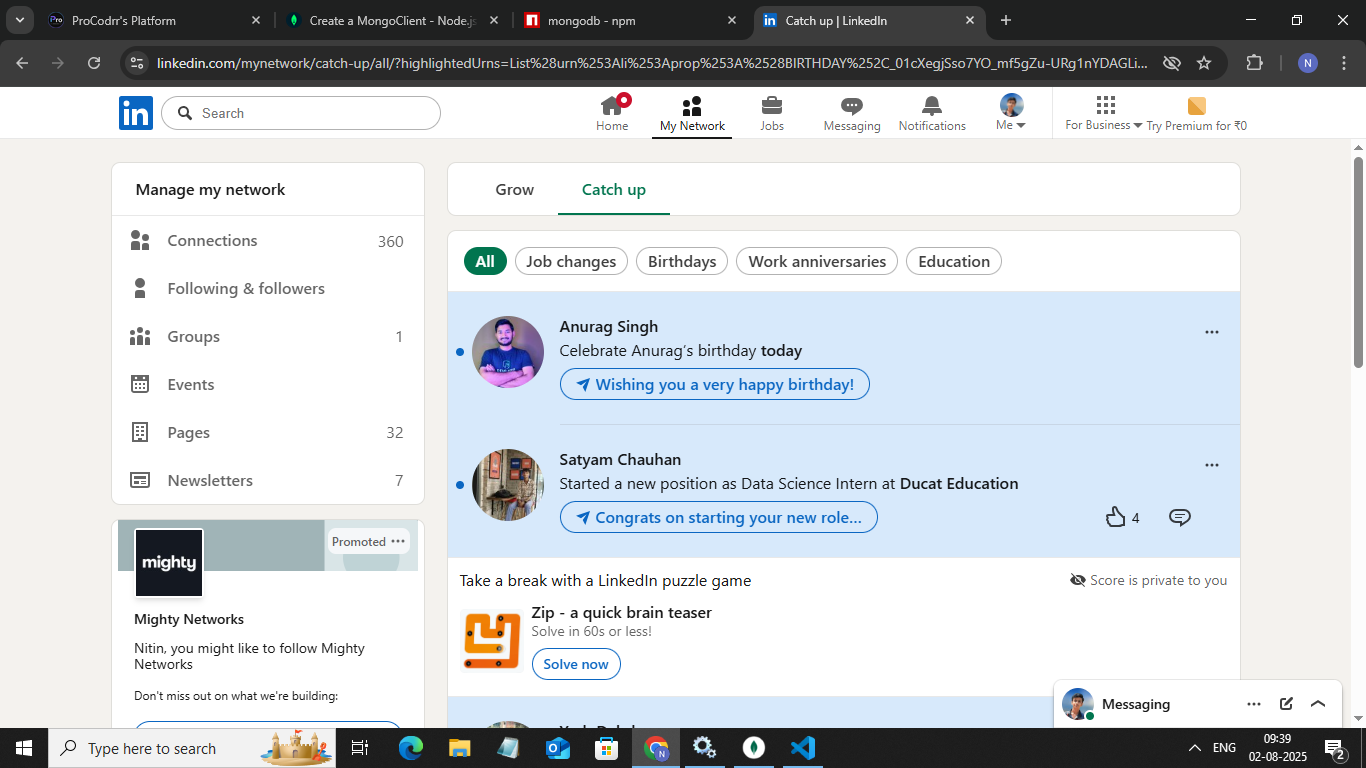 ProCodrr's Platform
Create a MongoClient - Node.js
mongodb - npm
Catch up | LinkedIn
linkedin.com/mynetwork/catch-up/all/?highlightedUrns=List%28urn%253Ali%253Aprop%253A%2528BIRTHDAY%252C_01cXegjSso7YO_mf5gZu-URg1nYDAGLi...
N
in
Search
Home
My Network
Jobs
Messaging
Notifications
Me
For Business
Try Premium for ₹0
Manage my network
Connections 360
Following & followers
Groups 1
Events
Pages 32
Newsletters 7
Promoted
mighty
Mighty Networks
Nitin, you might like to follow Mighty
Networks
Don't miss out on what we're building:
Grow
Catch up
All
Job changes
Birthdays
Work anniversaries
Education
Anurag Singh
Celebrate Anurag's birthday today
Wishing you a very happy birthday!
Satyam Chauhan
Started a new position as Data Science Intern at Ducat Education
Congrats on starting your new role...
4
Take a break with a LinkedIn puzzle game
Score is private to you
Zip - a quick brain teaser
Solve in 60s or less!
Solve now
Messaging
Type here to search
ENG
09:39
02-08-2025
2